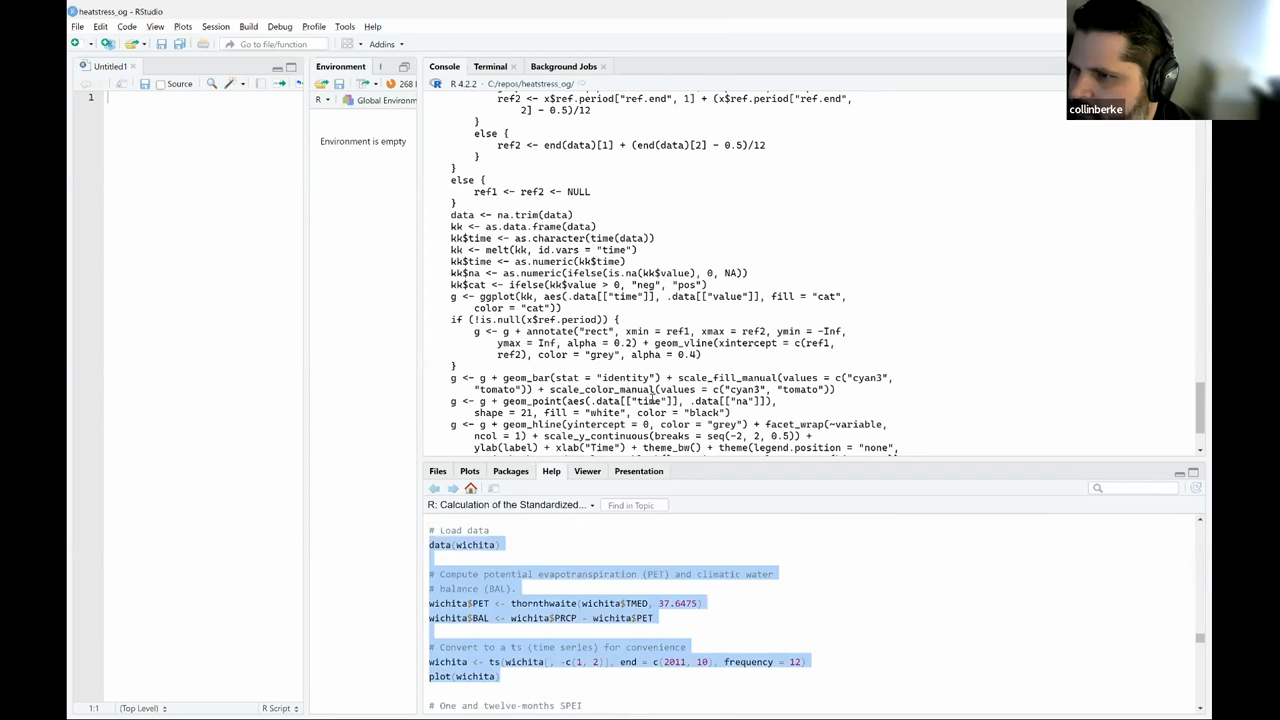 heatstress_og - RStudio
File Edit Code View Plots Session Build Debug Profile Tools Help
Go to file/function
Addins
Untitled1
Source
1
1:1 (Top Level) R Script
Environment
268
R Global Environm
Environment is empty
Console Terminal Background Jobs
R 4.2.2 · C:/repos/heatstress_og/
ref2 <- x$ref.period["ref.end", 1] + (x$ref.period["ref.end",
2] - 0.5)/12
}
else {
ref2 <- end(data)[1] + (end(data)[2] - 0.5)/12
}
}
else {
ref1 <- ref2 <- NULL
data <- na.trim(data)
kk <- as.data.frame(data)
kk$time <- as.character(time(data))
kk <- melt(kk, id.vars = "time")
kk$time <- as.numeric(kk$time)
kk$na <- as.numeric(ifelse(is.na(kk$value), 0, NA))
kk$cat <- ifelse(kk$value > 0, "neg", "pos")
g <- ggplot(kk, aes(.data[["time"]], .data[["value"]], fill = "cat",
color = "cat"))
if (!is.null(x$ref.period)) {
g <- g + annotate("rect", xmin = ref1, xmax = ref2, ymin = -Inf,
ymax = Inf, alpha = 0.2) + geom_vline(xintercept = c(ref1,
ref2), color = "grey", alpha = 0.4)
}
g <- g + geom_bar(stat = "identity") + scale_fill_manual(values = c("cyan3",
"tomato")) + scale_color_manual(values = c("cyan3", "tomato"))
g <- g + geom_point(aes(.data[["time"]], .data[["na"]]),
shape = 21, fill = "white", color = "black")
g <- g + geom_hline(yintercept = 0, color = "grey") + facet_wrap(~variable,
ncol = 1) + scale_y_continuous(breaks = seq(-2, 2, 0.5)) +
ylab(label) + xlab("Time") + theme_bw() + theme(legend.position = "none",
Files Plots Packages Help Viewer Presentation
R: Calculation of the Standardized... Find in Topic
# Load data
data(wichita)
# Compute potential evapotranspiration (PET) and climatic water
# balance (BAL).
wichita$PET <- thornthwaite(wichita$TMED, 37.6475)
wichita$BAL <- wichita$PRCP - wichita$PET
# Convert to a ts (time series) for convenience
wichita <- ts(wichita[, -c(1, 2)], end = c(2011, 10), frequency = 12)
plot(wichita)
# One and twelve-months SPEI
collinberke